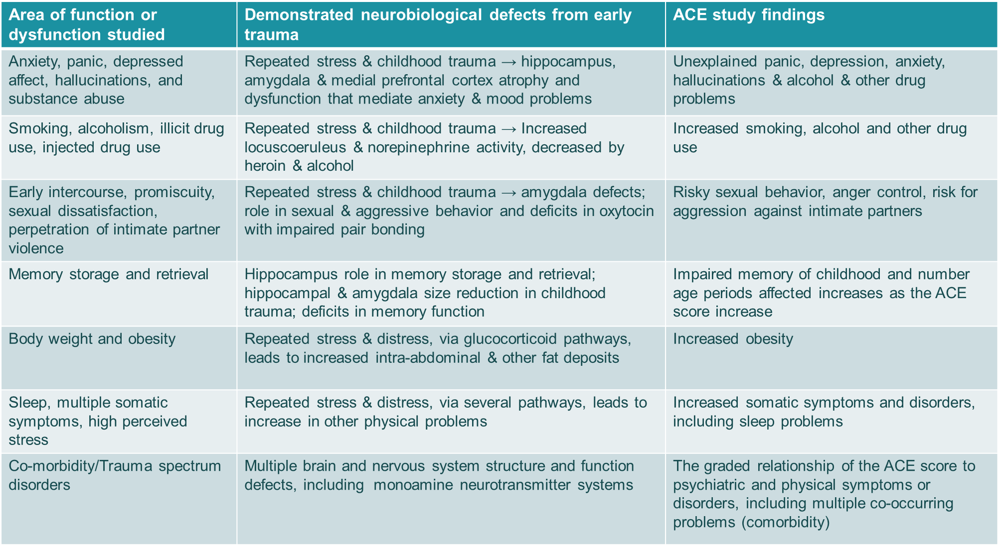 Area of function or
dysfunction studied
Demonstrated neurobiological defects from early
trauma
ACE study findings
Anxiety, panic, depressed
affect, hallucinations, and
substance abuse
Repeated stress & childhood trauma → hippocampus,
amygdala & medial prefrontal cortex atrophy and
dysfunction that mediate anxiety & mood problems
Unexplained panic, depression, anxiety,
hallucinations & alcohol & other drug
problems
Smoking, alcoholism, illicit drug
use, injected drug use
Repeated stress & childhood trauma → Increased
locuscoeruleus & norepinephrine activity, decreased by
heroin & alcohol
Increased smoking, alcohol and other drug
use
Early intercourse, promiscuity,
sexual dissatisfaction,
perpetration of intimate partner
violence
Repeated stress & childhood trauma → amygdala defects;
role in sexual & aggressive behavior and deficits in oxytocin
with impaired pair bonding
Risky sexual behavior, anger control, risk for
aggression against intimate partners
Memory storage and retrieval
Hippocampus role in memory storage and retrieval;
hippocampal & amygdala size reduction in childhood
trauma; deficits in memory function
Impaired memory of childhood and number
age periods affected increases as the ACE
score increase
Body weight and obesity
Repeated stress & distress, via glucocorticoid pathways,
leads to increased intra-abdominal & other fat deposits
Increased obesity
Sleep, multiple somatic
symptoms, high perceived
stress
Repeated stress & distress, via several pathways, leads to
increase in other physical problems
Increased somatic symptoms and disorders,
including sleep problems
Co-morbidity/Trauma spectrum
disorders
Multiple brain and nervous system structure and function
defects, including monoamine neurotransmitter systems
The graded relationship of the ACE score to
psychiatric and physical symptoms or
disorders, including multiple co-occurring
problems (comorbidity)